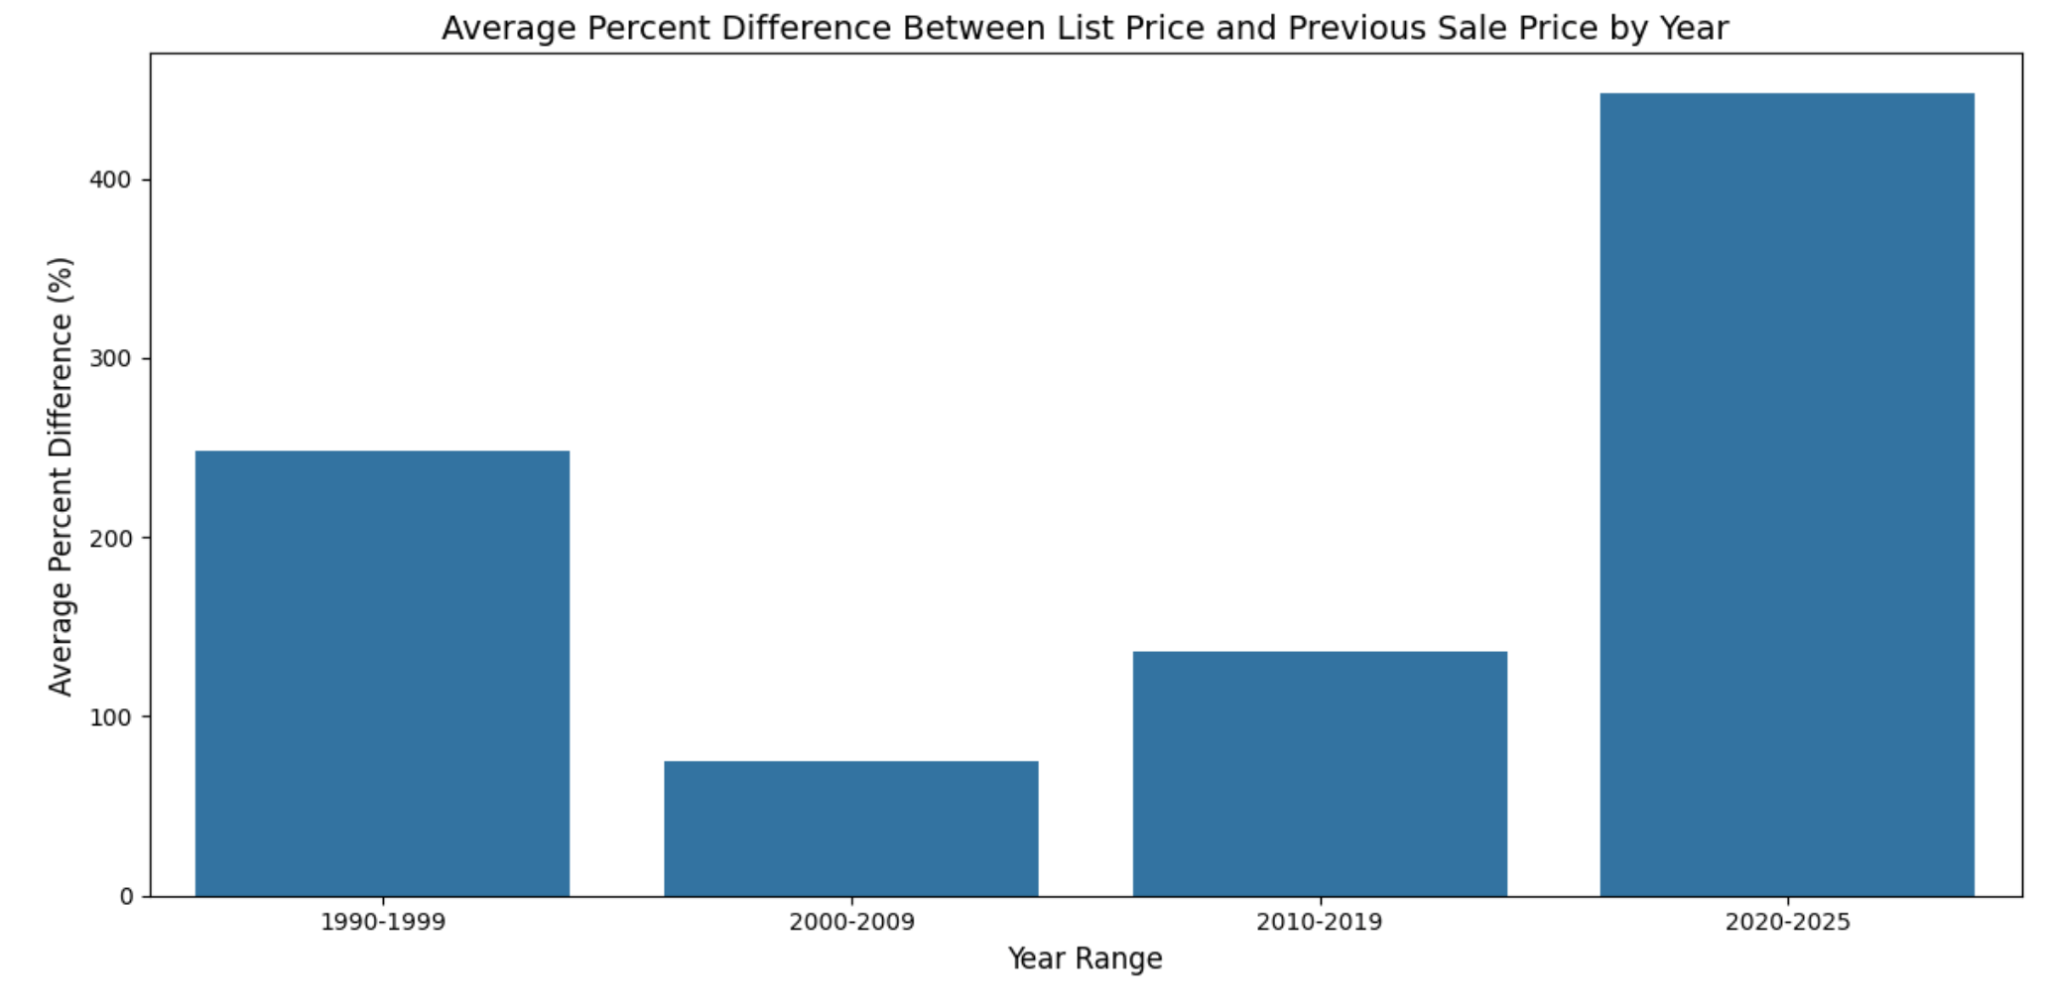 Average Percent Difference Between List Price and Previous Sale Price by Year
Average Percent Difference (%)
400
300
200
100
0
1990-1999 2000-2009 2010-2019 2020-2025
Year Range